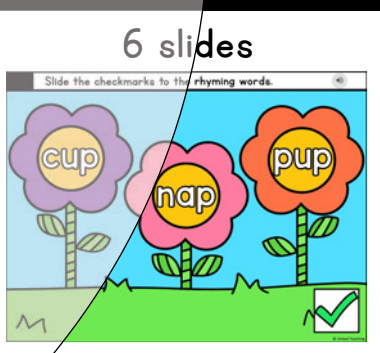 6 slides
Slide the checkmarks to the rhyming words.
cup
nap
pup